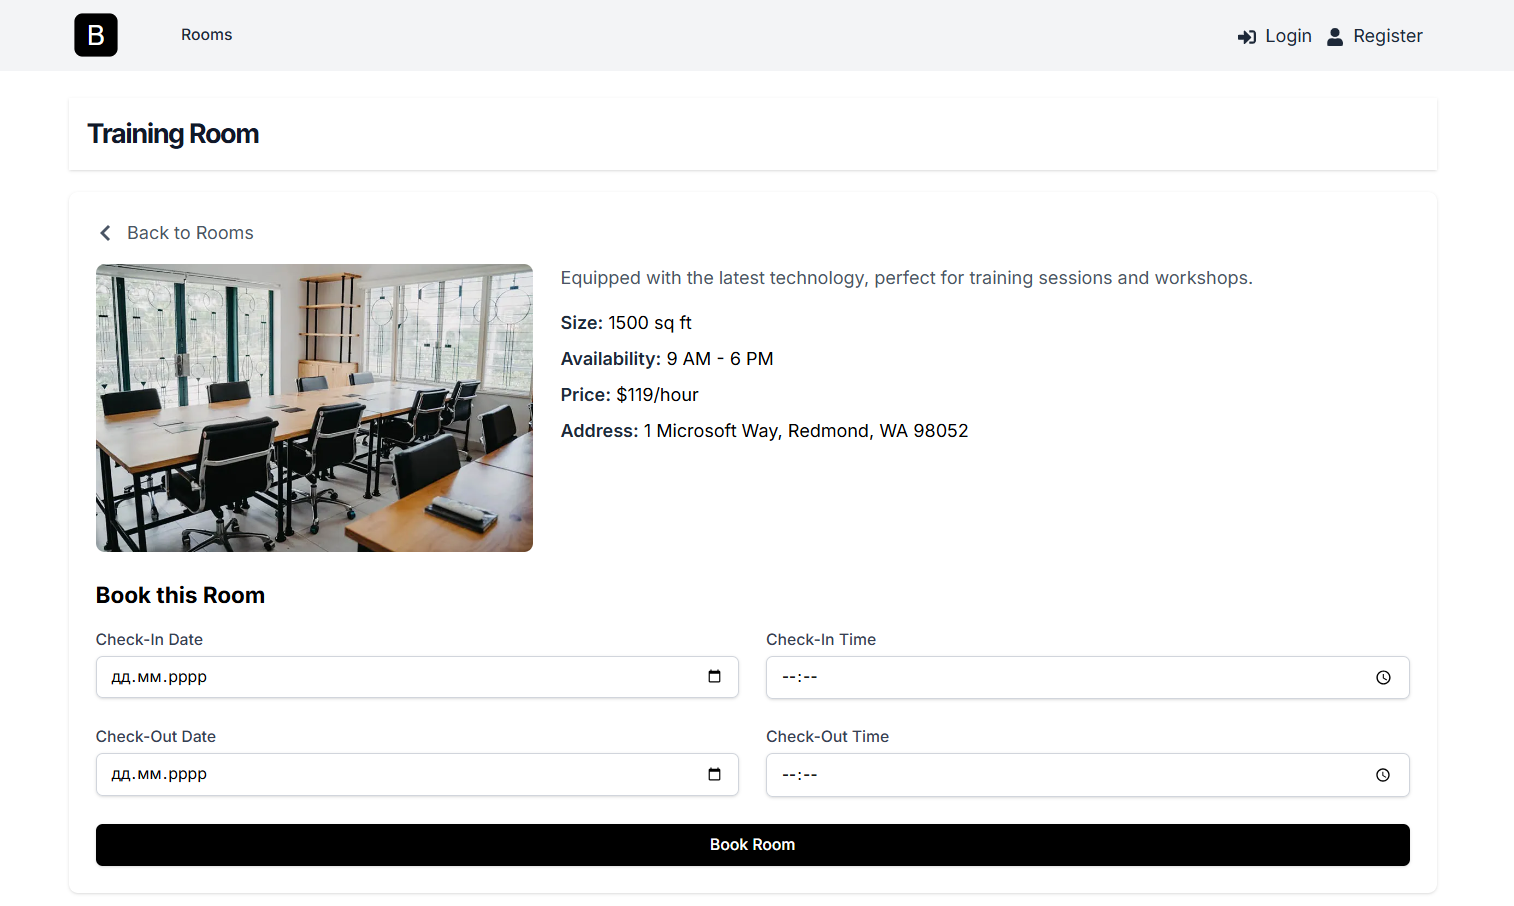 B
Rooms
Login
Register
Training Room
Back to Rooms
Equipped with the latest technology, perfect for training sessions and workshops.
Size: 1500 sq ft
Availability: 9 AM - 6 PM
Price: $119/hour
Address: 1 Microsoft Way, Redmond, WA 98052
Book this Room
Check-In Date
Check-In Time
дд.мм.рррр
--:--
Check-Out Date
Check-Out Time
дд.мм.рррр
--:--
Book Room